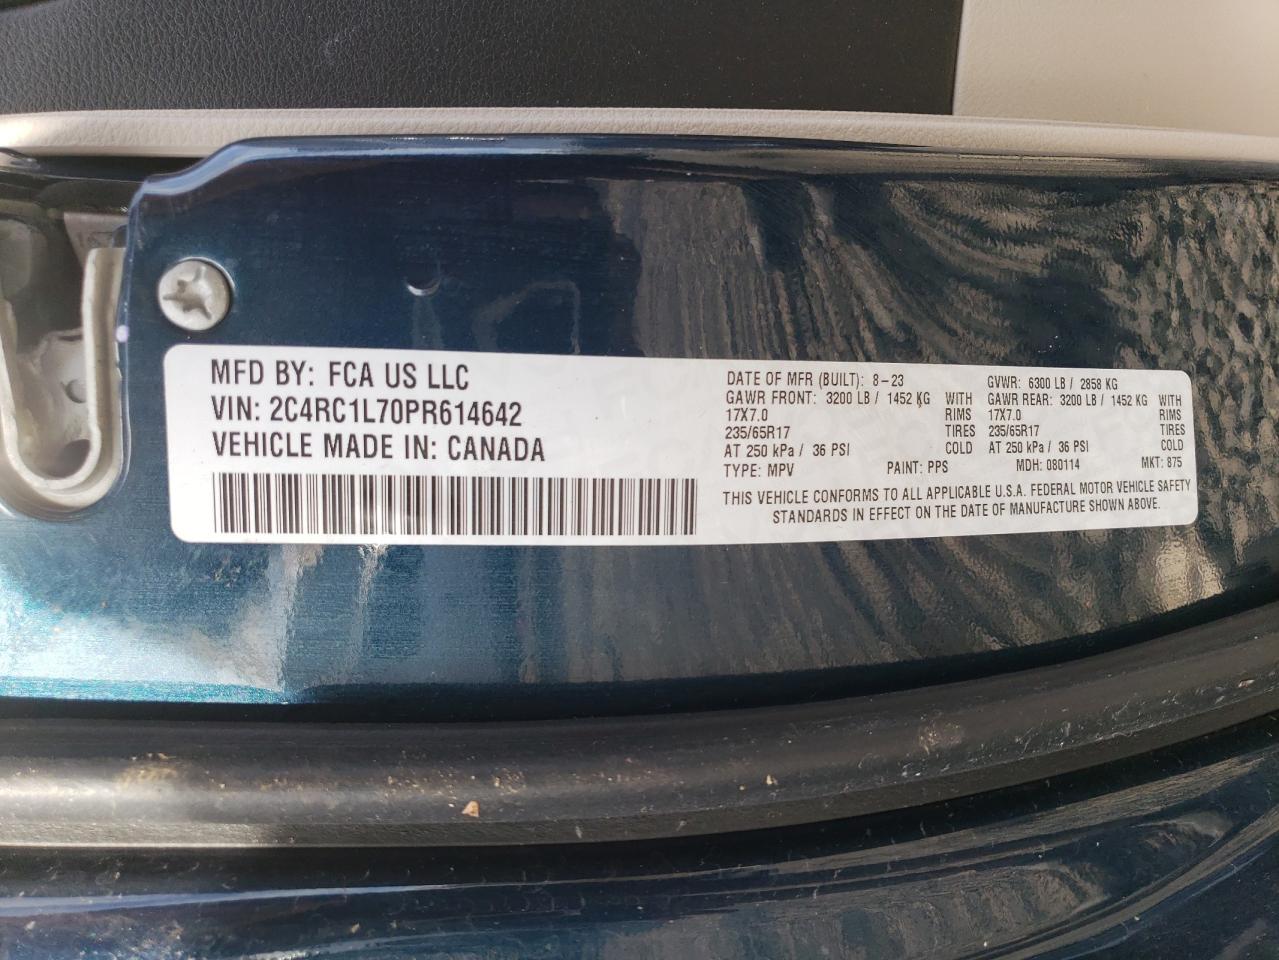 MFD BY: FCA US LLC
VIN: 2C4RC1L70PR614642
VEHICLE MADE IN: CANADA
DATE OF MFR (BUILT): 8-23 GVWR: 6300 LB / 2858 KG
GAWR FRONT: 3200 LB / 1452 KG WITH GAWR REAR: 3200 LB / 1452 KG WITH
17X7.0 RIMS 17X7.0 RIMS
235/65R17 TIRES 235/65R17 TIRES
AT 250 kPa / 36 PSI COLD AT 250 kPa / 36 PSI COLD
TYPE: MPV PAINT: PPS MDH: 080114 MKT: 875
THIS VEHICLE CONFORMS TO ALL APPLICABLE U.S.A. FEDERAL MOTOR VEHICLE SAFETY
STANDARDS IN EFFECT ON THE DATE OF MANUFACTURE SHOWN ABOVE.